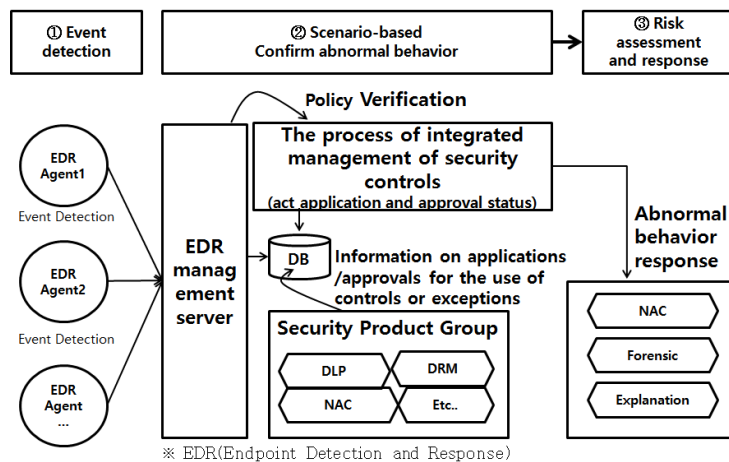 ① Event
detection
② Scenario-based
Confirm abnormal behavior
③ Risk
assessment
and response
Policy Verification
The process of integrated
management of security
controls
(act application and approval status)
EDR
Agent1
Event Detection
EDR
Agent2
Event Detection
EDR
Agent
...
EDR
manag
ement
server
DB
Information on applications
/approvals for the use of
controls or exceptions
Security Product Group
DLP
DRM
NAC
Etc..
Abnormal
behavior
response
NAC
Forensic
Explanation
※ EDR(Endpoint Detection and Response)